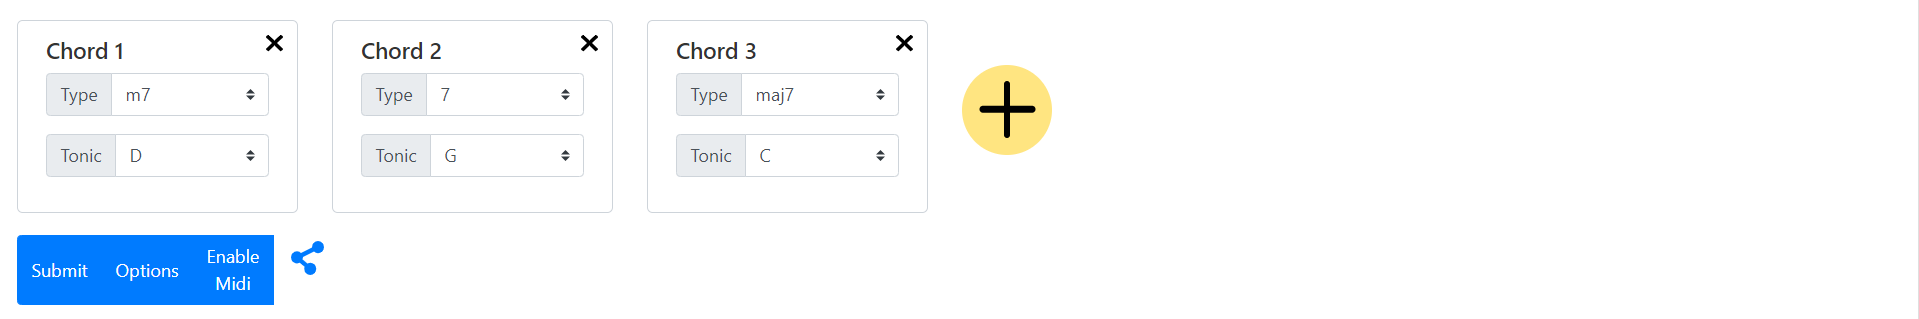 Chord 1
Type m7
Tonic D
Chord 2
Type 7
Tonic G
Chord 3
Type maj7
Tonic C
Submit
Options
Enable
Midi